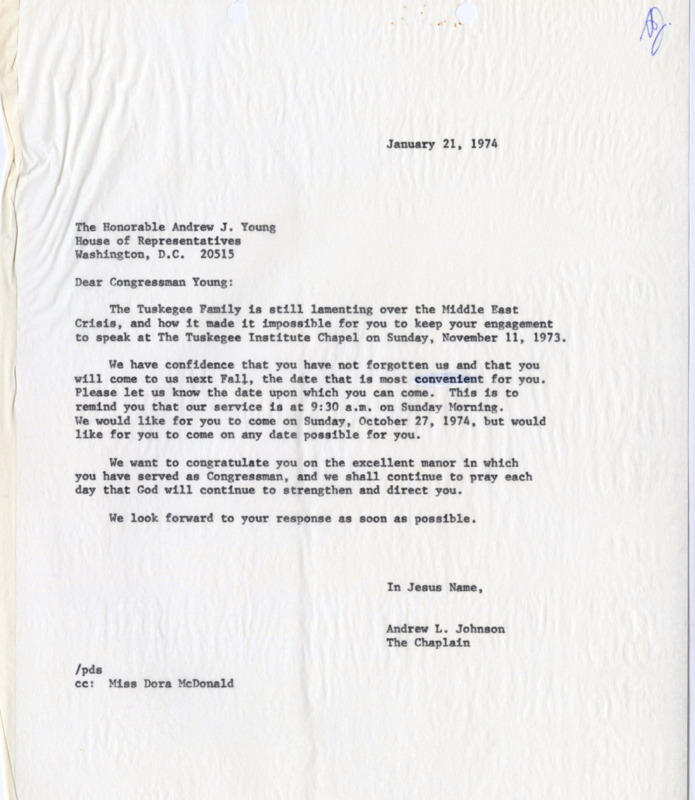 January 21, 1974
The Honorable Andrew J. Young
House of Representatives
Washington, D.C. 20515
Dear Congressman Young:
The Tuskegee Family is still lamenting over the Middle East
Crisis, and how it made it impossible for you to keep your engagement
to speak at The Tuskegee Institute Chapel on Sunday, November 11, 1973.
We have confidence that you have not forgotten us and that you
will come to us next Fall, the date that is most convenient for you.
Please let us know the date upon which you can come. This is to
remind you that our service is at 9:30 a.m. on Sunday Morning.
We would like for you to come on Sunday, October 27, 1974, but would
like for you to come on any date possible for you.
We want to congratulate you on the excellent manor in which
you have served as Congressman, and we shall continue to pray each
day that God will continue to strengthen and direct you.
We look forward to your response as soon as possible.
In Jesus Name,
Andrew L. Johnson
The Chaplain
/pds
cc: Miss Dora McDonald